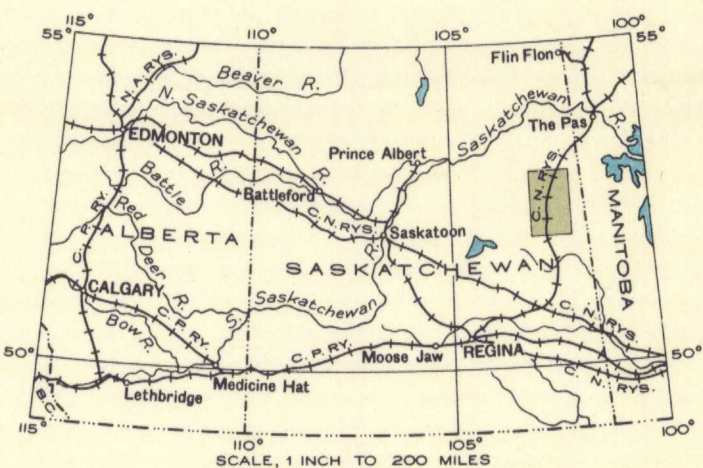 115°
110°
105°
100°
55°
55°
Flin Flon
N.A.RYS.
Beaver R.
N. Saskatchewan
Saskatchewan R.
The Pas
EDMONTON
Prince Albert
Battle R.
Battleford
C.N.RYS.
C.N.RYS.
MANITOBA
C.P.RY.
Red Deer R.
ALBERTA
Saskatoon
SASKATCHEWAN
R.
CALGARY
S. Saskatchewan
Bow R.
C.P.RY.
C.N.RYS.
50°
C.P.RY.
Moose Jaw
REGINA
50°
C.N.RYS.
B.C.
Lethbridge
Medicine Hat
115°
110°
105°
100°
SCALE, 1 INCH TO 200 MILES